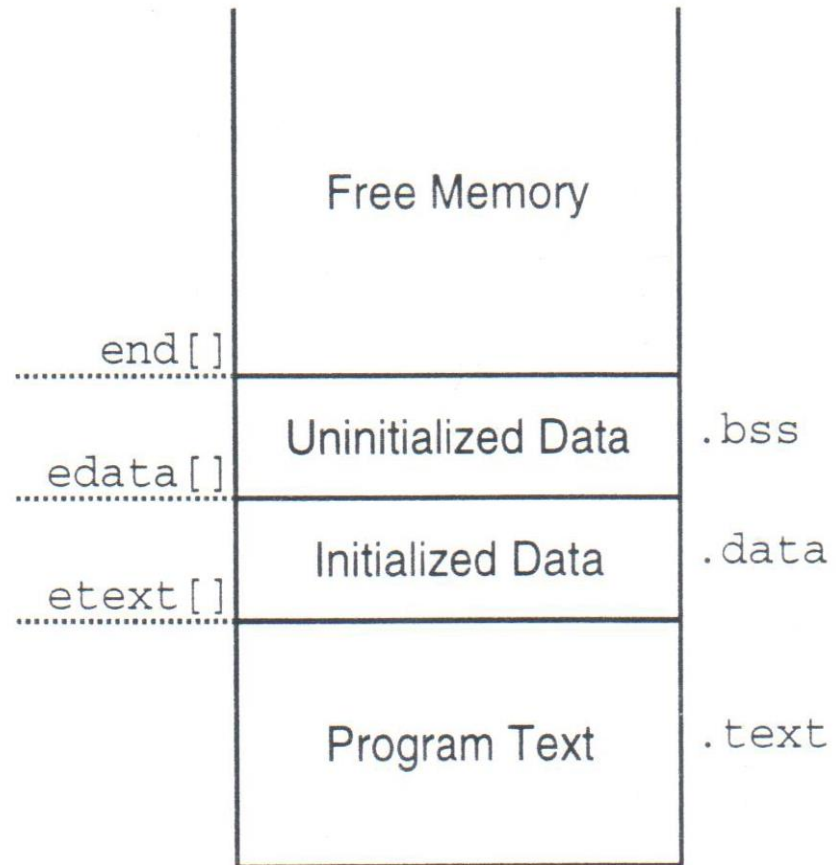 Free Memory
end[]
Uninitialized Data .bss
edata[]
Initialized Data .data
etext[]
Program Text .text